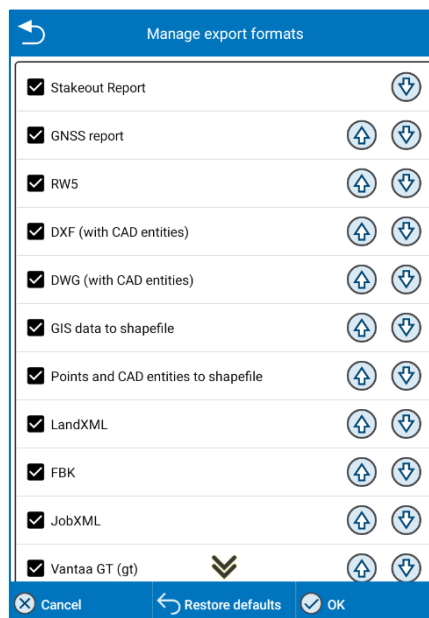 Manage export formats
Stakeout Report
GNSS report
RW5
DXF (with CAD entities)
DWG (with CAD entities)
GIS data to shapefile
Points and CAD entities to shapefile
LandXML
FBK
JobXML
Vantaa GT (gt)
Cancel Restore defaults OK